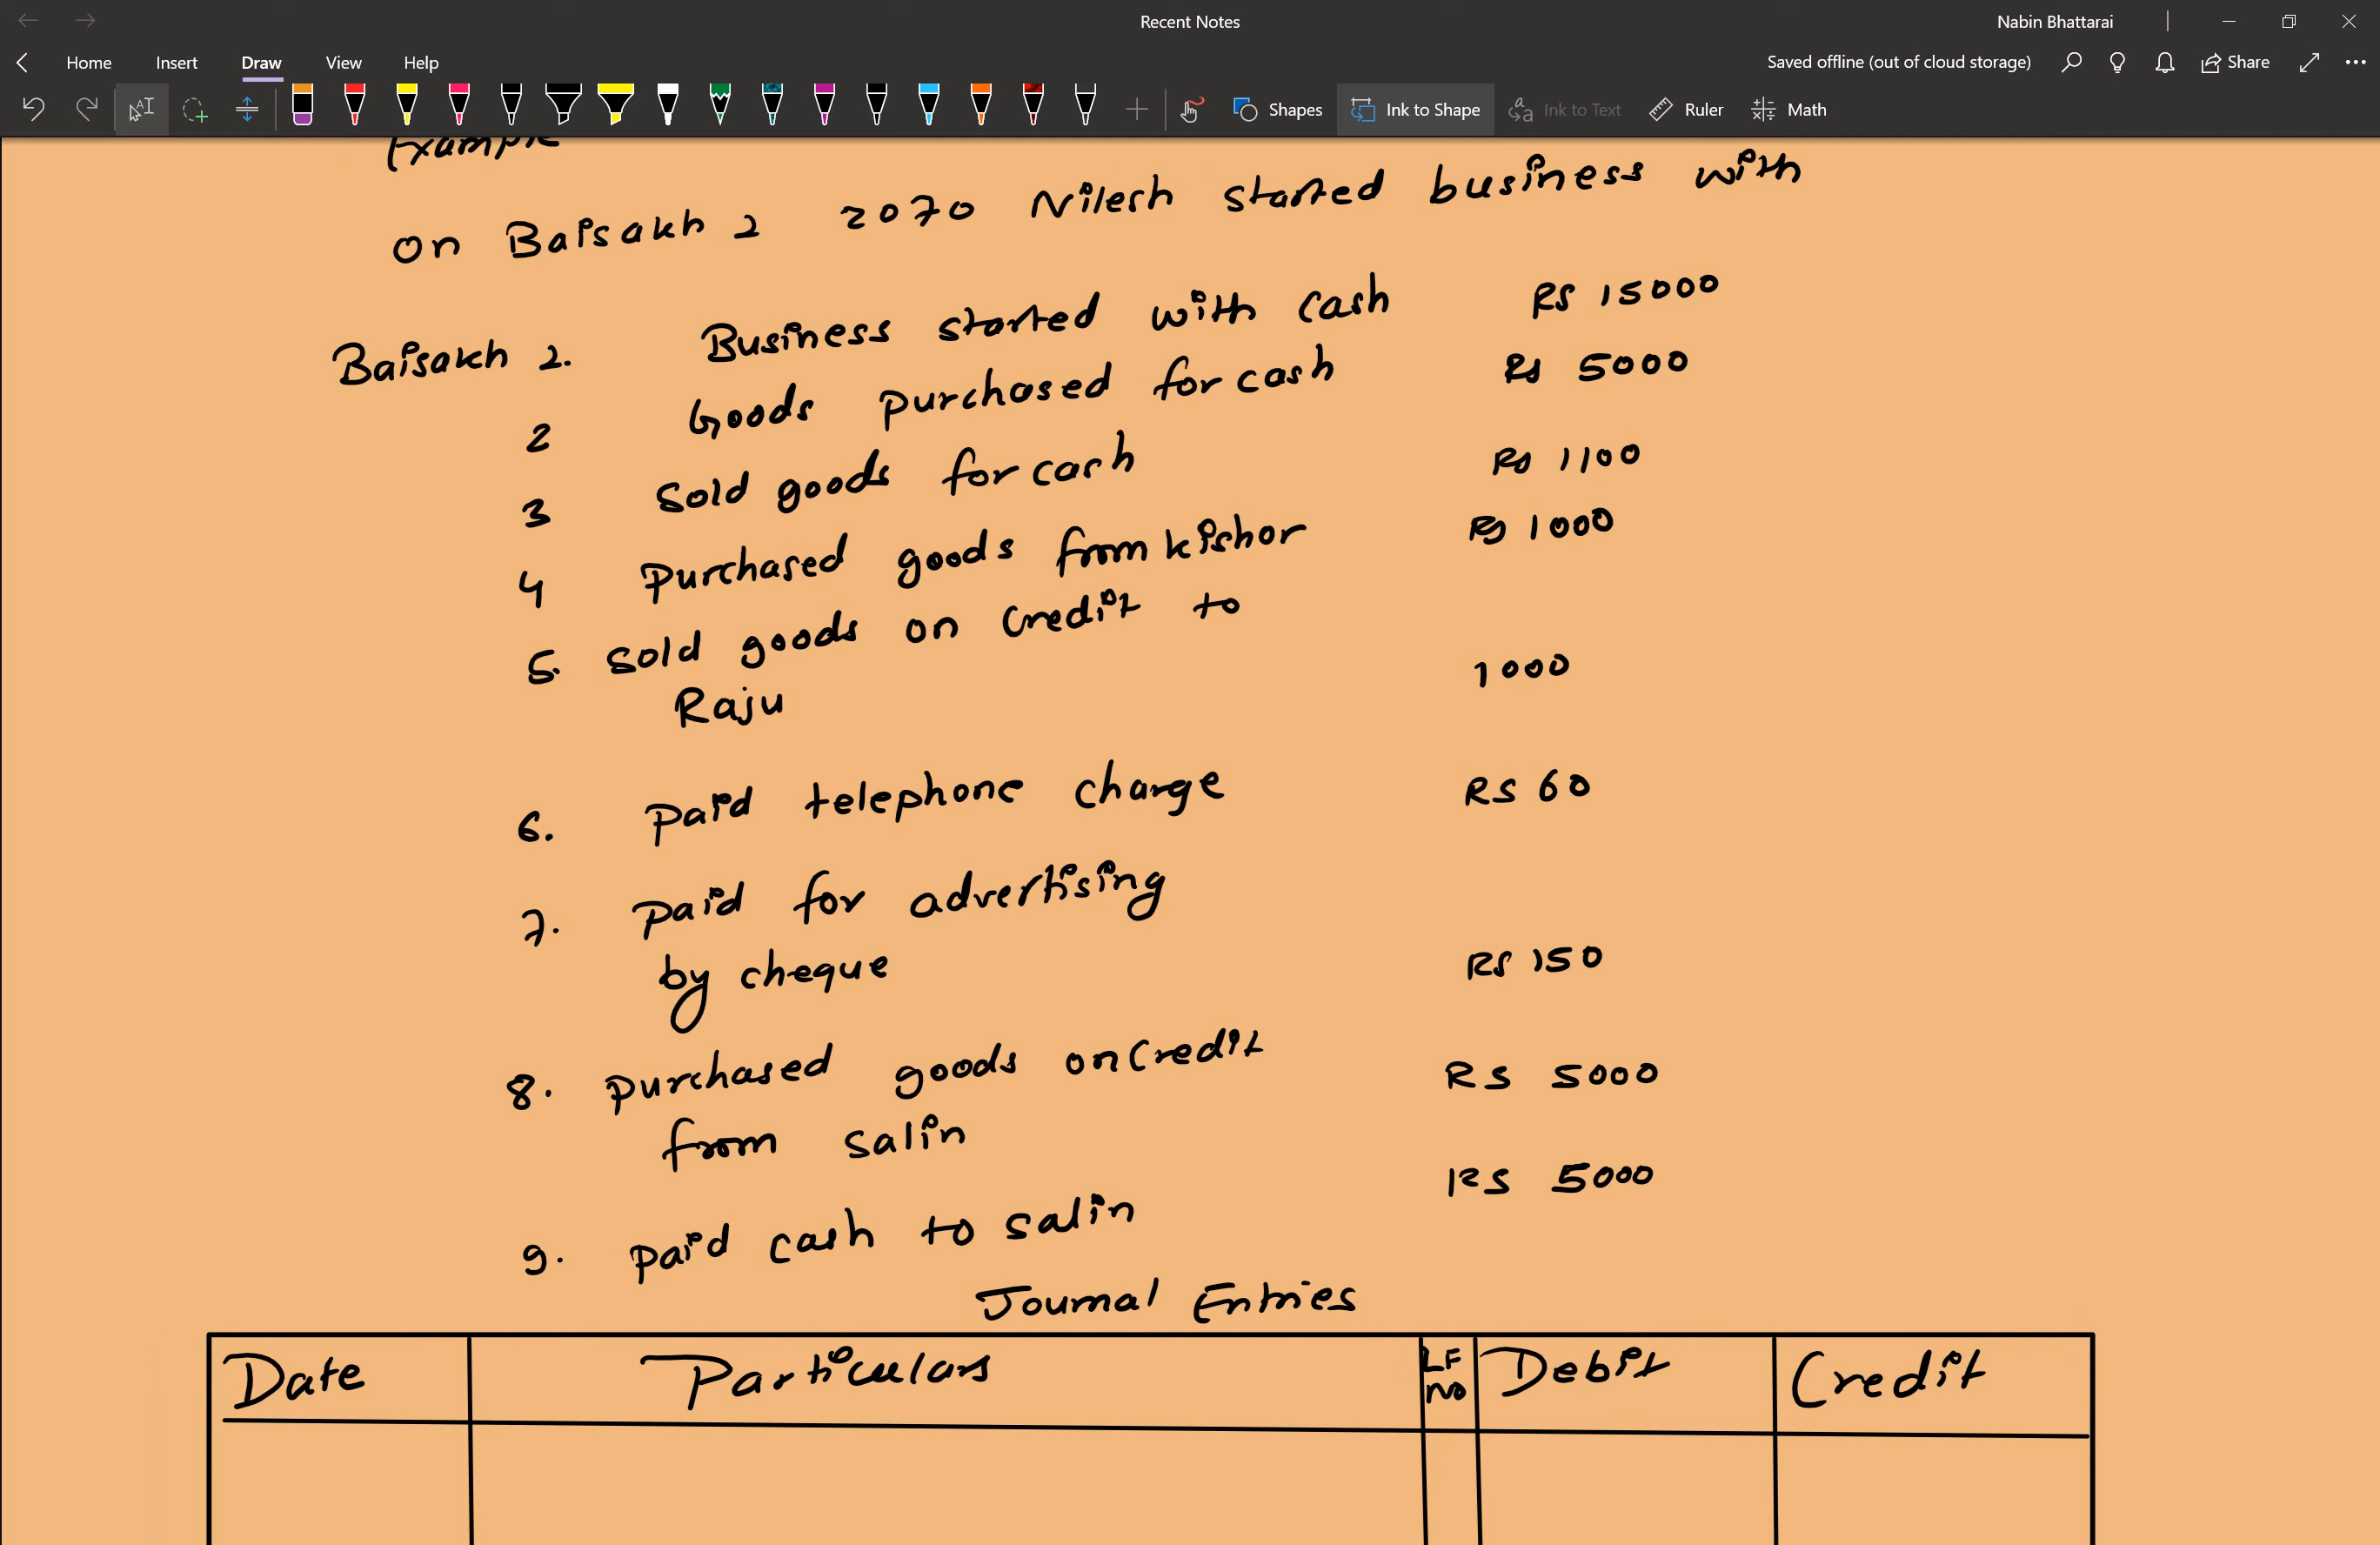 Recent Notes
Nabin Bhattarai
Home Insert Draw View Help
Saved offline (out of cloud storage)
Share
Shapes
Ink to Shape
Ink to Text
Ruler
Math
Example
on Baisakh 2 2070 Nilesh started business with
Baisakh 2. Business started with cash RS 15000
2 Goods purchased for cash Rs 5000
3 sold goods for cash Rs 1100
4 purchased goods from kishor Rs 1000
5. sold goods on credit to
Raju 1000
6. paid telephone charge RS 60
7. paid for advertising
by cheque RS 150
8. purchased goods on credit RS 5000
from salin
9. paid cash to salin RS 5000
Journal Entries
Date Particulars LF NO Debit Credit